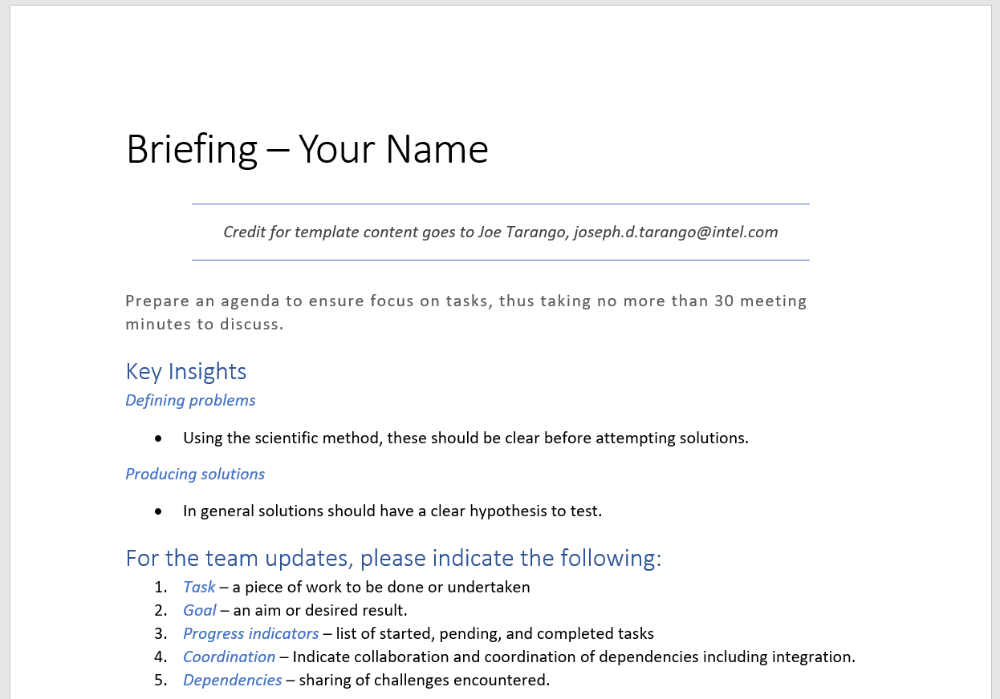 Briefing – Your Name
Credit for template content goes to Joe Tarango, joseph.d.tarango@intel.com
Prepare an agenda to ensure focus on tasks, thus taking no more than 30 meeting
minutes to discuss.
Key Insights
Defining problems
• Using the scientific method, these should be clear before attempting solutions.
Producing solutions
• In general solutions should have a clear hypothesis to test.
For the team updates, please indicate the following:
1. Task – a piece of work to be done or undertaken
2. Goal – an aim or desired result.
3. Progress indicators – list of started, pending, and completed tasks
4. Coordination – Indicate collaboration and coordination of dependencies including integration.
5. Dependencies – sharing of challenges encountered.